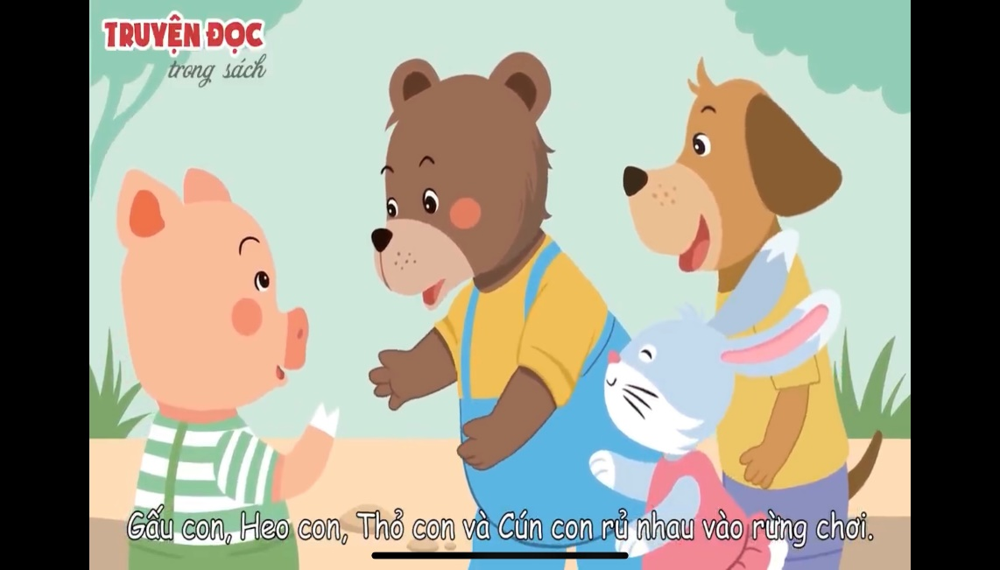 TRUYỆN ĐỌC
trong sách
Gấu con, Heo con, Thỏ con và Cún con rủ nhau vào rừng chơi.